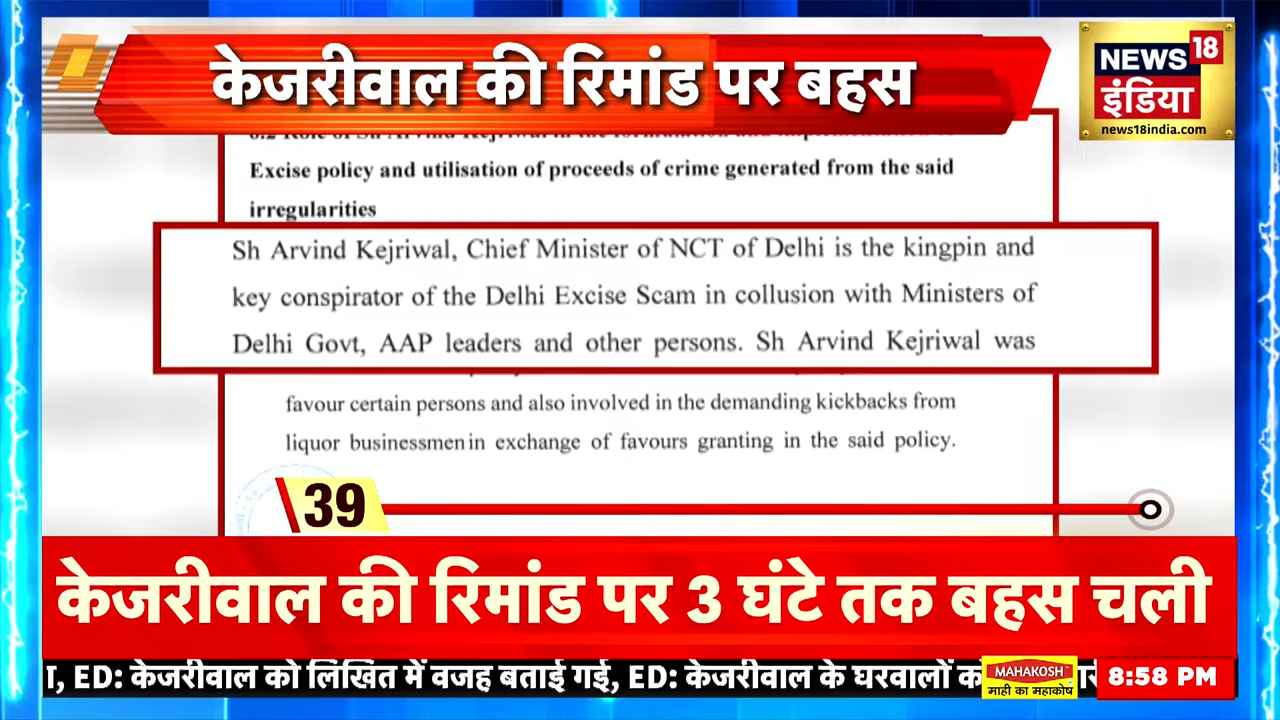 केजरीवाल की रिमांड पर बहस
NEWS 18
इंडिया
news18india.com
Excise policy and utilisation of proceeds of crime generated from the said
irregularities
Sh Arvind Kejriwal, Chief Minister of NCT of Delhi is the kingpin and
key conspirator of the Delhi Excise Scam in collusion with Ministers of
Delhi Govt, AAP leaders and other persons. Sh Arvind Kejriwal was
favour certain persons and also involved in the demanding kickbacks from
liquor businessmen in exchange of favours granting in the said policy.
39
केजरीवाल की रिमांड पर 3 घंटे तक बहस चली
ED: केजरीवाल को लिखित में वजह बताई गई, ED: केजरीवाल के घरवालों
MAHAKOSH
माही का महाकोष
8:58 PM